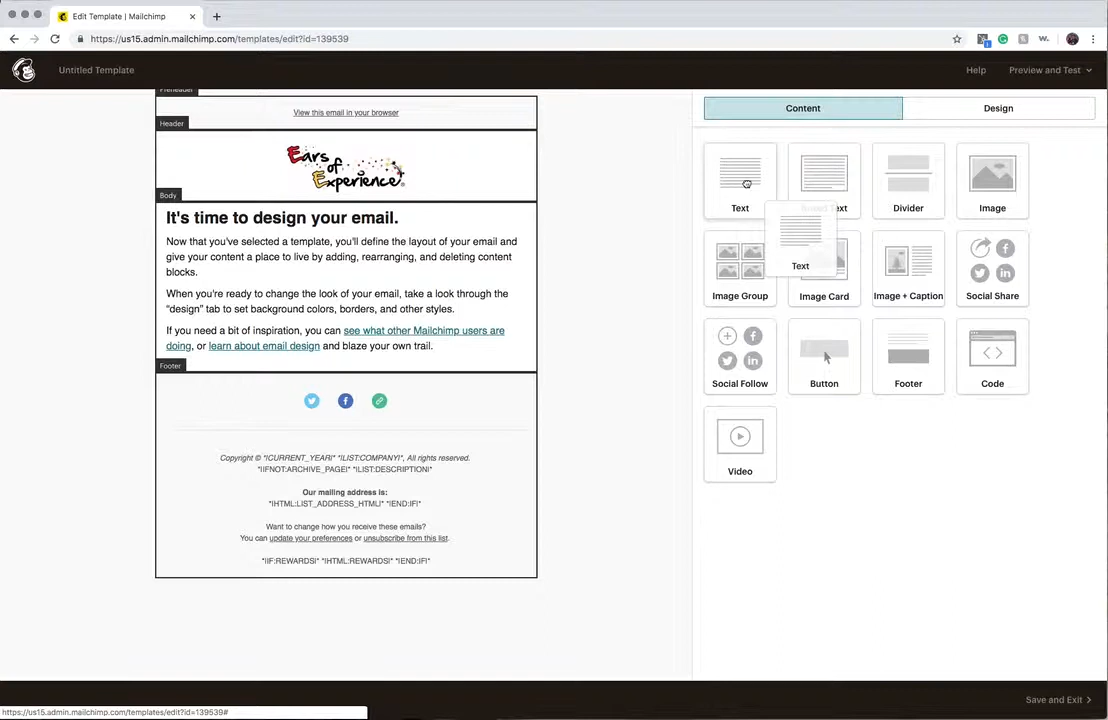 Edit Template | Mailchimp
https://us15.admin.mailchimp.com/templates/edit?id=139539
W.
Untitled Template
Help
Preview and Test
Preheader
View this email in your browser
Header
Ears
of
Experience
Body
It's time to design your email.
Now that you've selected a template, you'll define the layout of your email and
give your content a place to live by adding, rearranging, and deleting content
blocks.
When you're ready to change the look of your email, take a look through the
"design" tab to set background colors, borders, and other styles.
If you need a bit of inspiration, you can see what other Mailchimp users are
doing, or learn about email design and blaze your own trail.
Footer
Copyright © *|CURRENT_YEAR|* *|LIST:COMPANY|*, All rights reserved.
*|IFNOT:ARCHIVE_PAGE|* *|LIST:DESCRIPTION|*
Our mailing address is:
*|HTML:LIST_ADDRESS_HTML|* *|END:IF|*
Want to change how you receive these emails?
You can update your preferences or unsubscribe from this list.
*|IF:REWARDS|* *|HTML:REWARDS|* *|END:IF|*
Content
Design
Text
Text
Divider
Image
Text
Image Group
Image Card
Image + Caption
Social Share
Social Follow
Button
Footer
Code
Video
Save and Exit
https://us15.admin.mailchimp.com/templates/edit?id=139539#